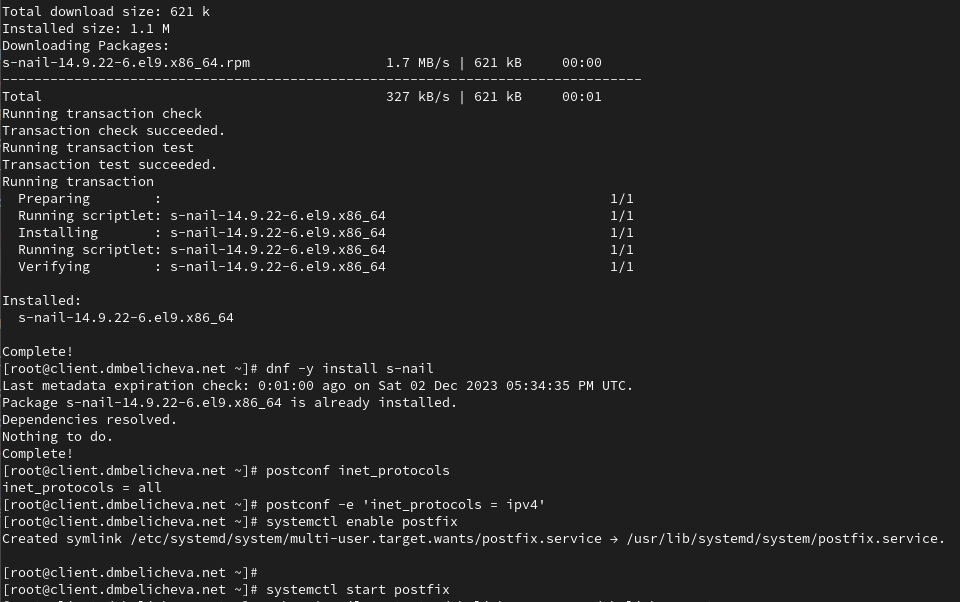 Total download size: 621 k
Installed size: 1.1 M
Downloading Packages:
s-nail-14.9.22-6.el9.x86_64.rpm                 1.7 MB/s | 621 kB     00:00
--------------------------------------------------------------------------------
Total                                           327 kB/s | 621 kB     00:01
Running transaction check
Transaction check succeeded.
Running transaction test
Transaction test succeeded.
Running transaction
  Preparing        :                                                        1/1
  Running scriptlet: s-nail-14.9.22-6.el9.x86_64                            1/1
  Installing       : s-nail-14.9.22-6.el9.x86_64                            1/1
  Running scriptlet: s-nail-14.9.22-6.el9.x86_64                            1/1
  Verifying        : s-nail-14.9.22-6.el9.x86_64                            1/1

Installed:
  s-nail-14.9.22-6.el9.x86_64

Complete!
[root@client.dmbelicheva.net ~]# dnf -y install s-nail
Last metadata expiration check: 0:01:00 ago on Sat 02 Dec 2023 05:34:35 PM UTC.
Package s-nail-14.9.22-6.el9.x86_64 is already installed.
Dependencies resolved.
Nothing to do.
Complete!
[root@client.dmbelicheva.net ~]# postconf inet_protocols
inet_protocols = all
[root@client.dmbelicheva.net ~]# postconf -e 'inet_protocols = ipv4'
[root@client.dmbelicheva.net ~]# systemctl enable postfix
Created symlink /etc/systemd/system/multi-user.target.wants/postfix.service → /usr/lib/systemd/system/postfix.service.

[root@client.dmbelicheva.net ~]#
[root@client.dmbelicheva.net ~]# systemctl start postfix